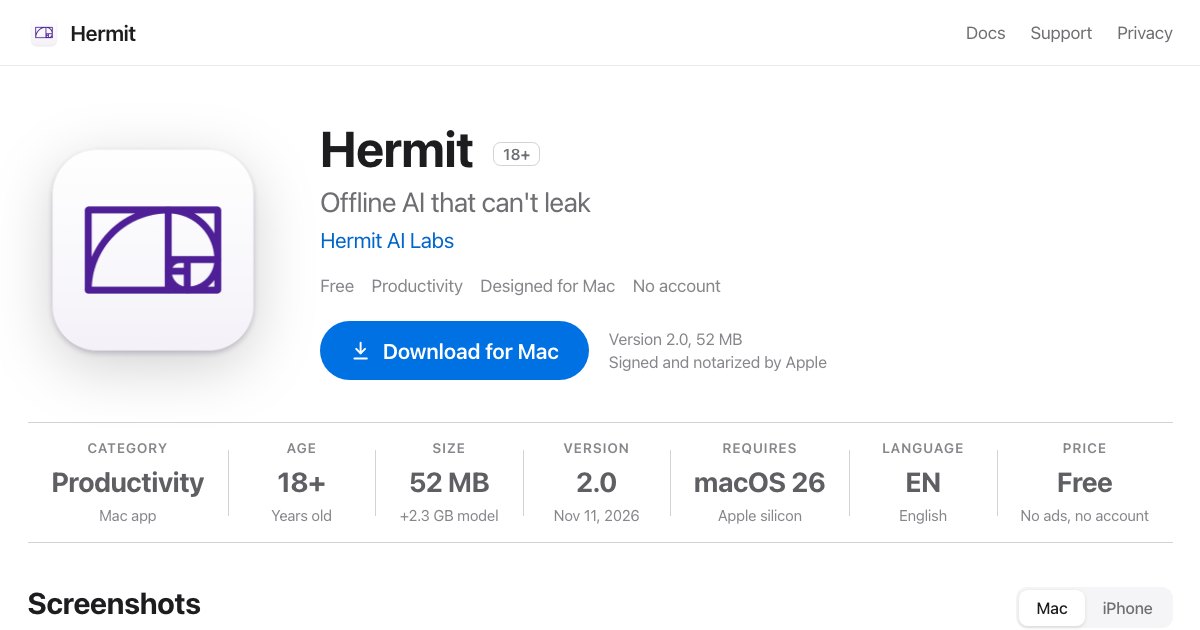 Hermit
Docs Support Privacy
Hermit 18+
Offline AI that can't leak
Hermit AI Labs
Free Productivity Designed for Mac No account
Download for Mac
Version 2.0, 52 MB
Signed and notarized by Apple
CATEGORY AGE SIZE VERSION REQUIRES LANGUAGE PRICE
Productivity 18+ 52 MB 2.0 macOS 26 EN Free
Mac app Years old +2.3 GB model Nov 11, 2026 Apple silicon English No ads, no account
Screenshots
Mac iPhone